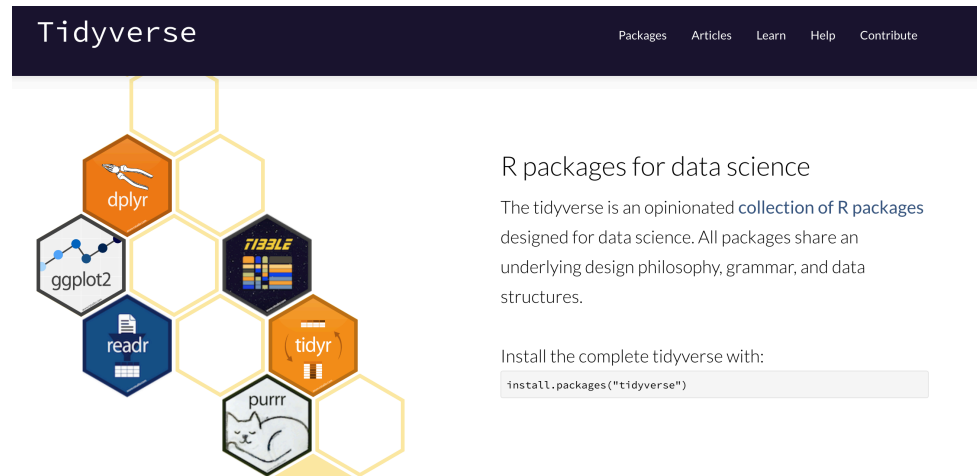 Tidyverse
Packages Articles Learn Help Contribute
dplyr
ggplot2
TIBBLE
readr
tidyr
purrr
R packages for data science
The tidyverse is an opinionated collection of R packages
designed for data science. All packages share an
underlying design philosophy, grammar, and data
structures.
Install the complete tidyverse with:
install.packages("tidyverse")